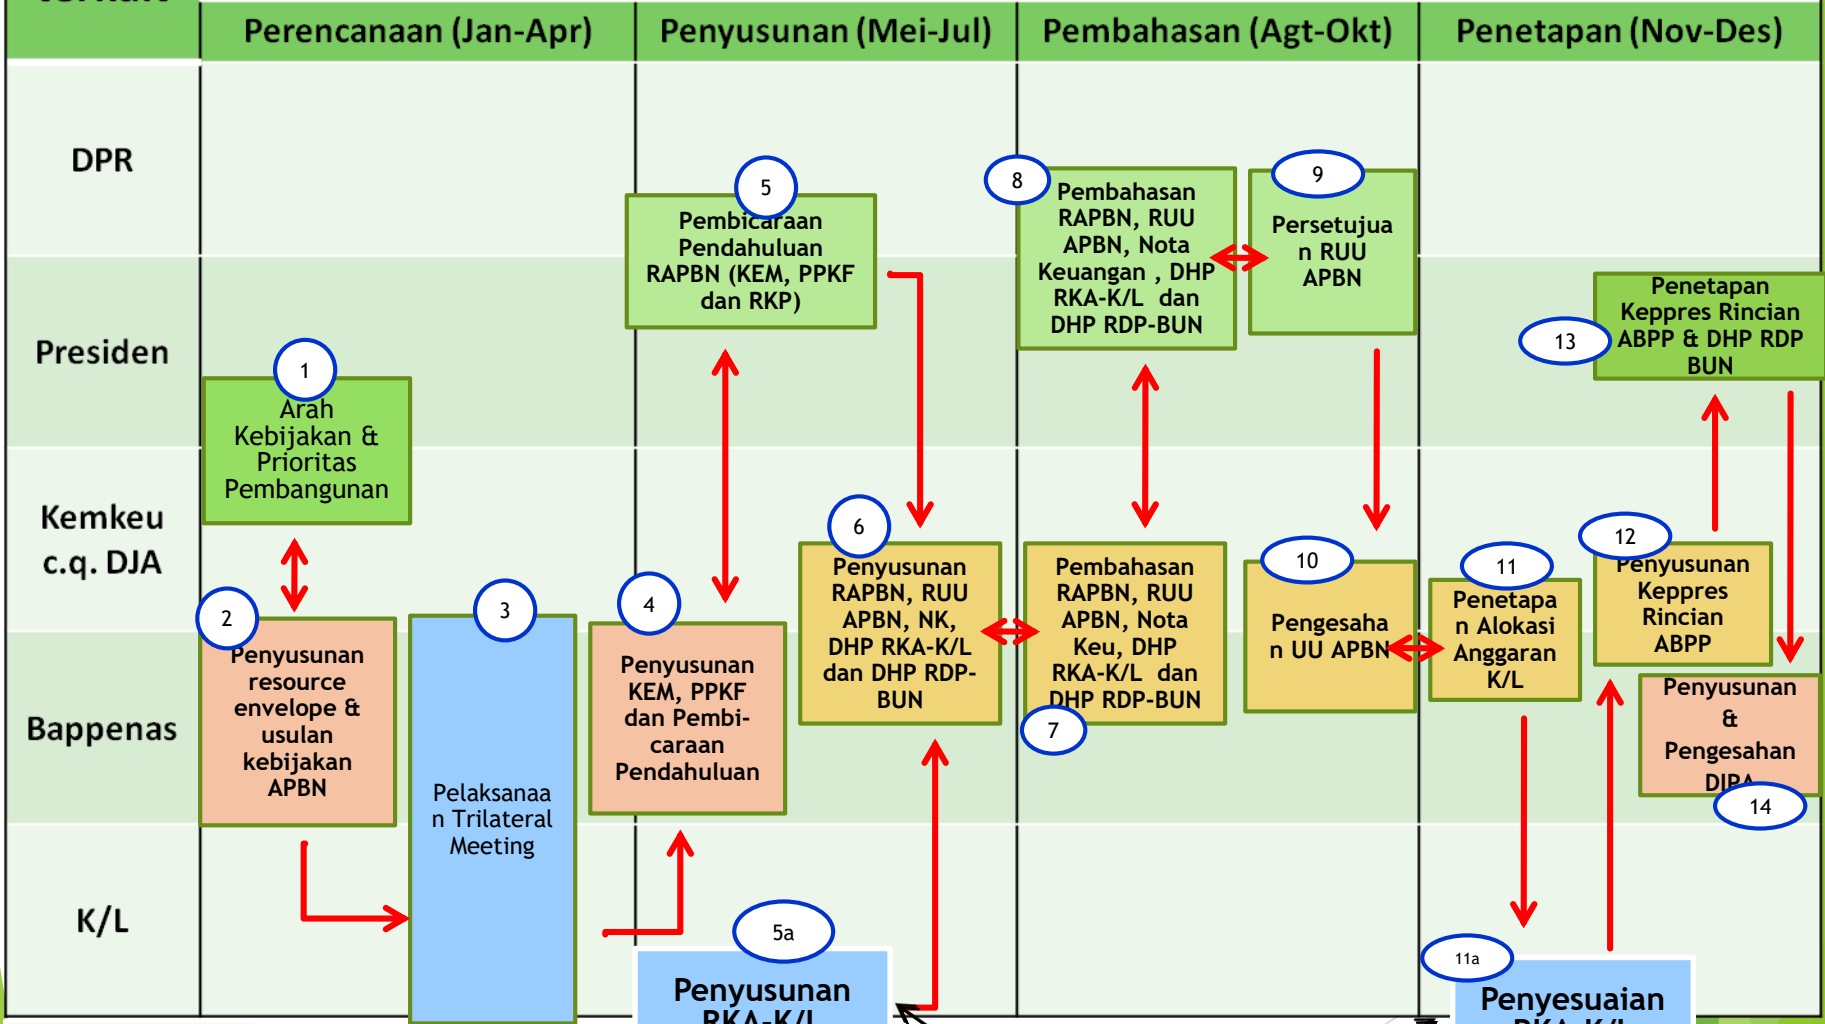 Perencanaan (Jan-Apr)
Penyusunan (Mei-Jul)
Pembahasan (Agt-Okt)
Penetapan (Nov-Des)
DPR
Presiden
Kemkeu
c.q. DJA
Bappenas
K/L
1
Arah
Kebijakan &
Prioritas
Pembangunan
2
Penyusunan
resource
envelope &
usulan
kebijakan
APBN
3
Pelaksanaa
n Trilateral
Meeting
4
Penyusunan
KEM, PPKF
dan Pembi-
caraan
Pendahuluan
5
Pembicaraan
Pendahuluan
RAPBN (KEM, PPKF
dan RKP)
5a
Penyusunan
RKA-K/L
6
Penyusunan
RAPBN, RUU
APBN, NK,
DHP RKA-K/L
dan DHP RDP-
BUN
Pembahasan
RAPBN, RUU
APBN, Nota
Keu, DHP
RKA-K/L dan
DHP RDP-BUN
7
8
Pembahasan
RAPBN, RUU
APBN, Nota
Keuangan , DHP
RKA-K/L dan
DHP RDP-BUN
9
Persetujua
n RUU
APBN
10
Pengesaha
n UU APBN
11
Penetapa
n Alokasi
Anggaran
K/L
11a
Penyesuaian
RKA-K/L
12
Penyusunan
Keppres
Rincian
ABPP
13
Penetapan
Keppres Rincian
ABPP & DHP RDP
BUN
Penyusunan
&
Pengesahan
DIPA
14